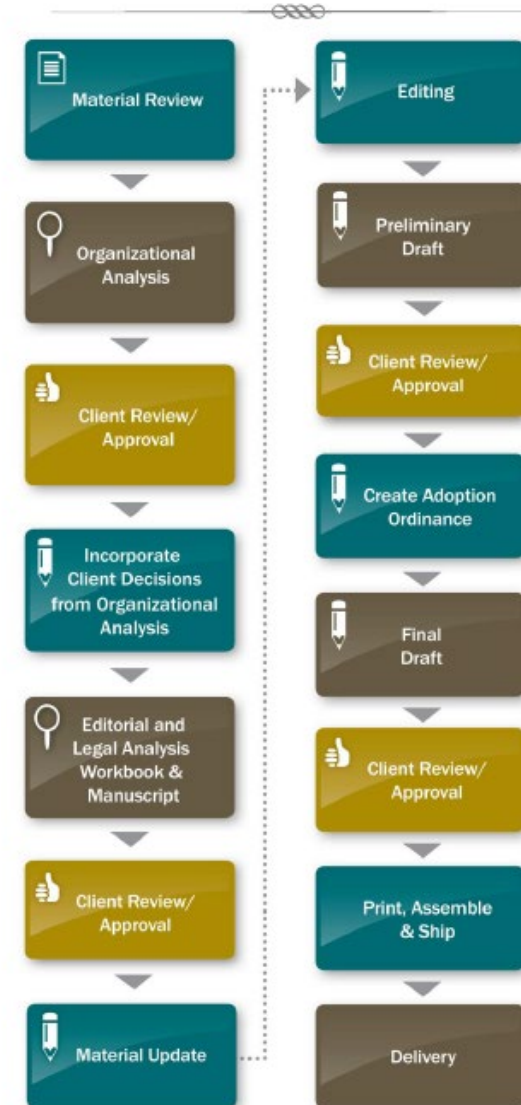 Material Review
Organizational
Analysis
Client Review/
Approval
Incorporate
Client Decisions
from Organizational
Analysis
Editorial and
Legal Analysis
Workbook &
Manuscript
Client Review/
Approval
Material Update
Editing
Preliminary
Draft
Client Review/
Approval
Create Adoption
Ordinance
Final
Draft
Client Review/
Approval
Print, Assemble
& Ship
Delivery